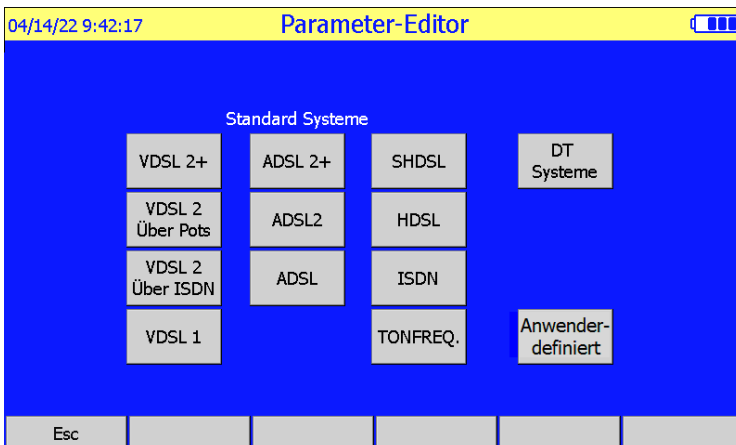 04/14/22 9:42:17
Parameter-Editor
Standard Systeme
VDSL 2+
ADSL 2+
SHDSL
DT
Systeme
VDSL 2
Über Pots
ADSL2
HDSL
VDSL 2
Über ISDN
ADSL
ISDN
VDSL 1
TONFREQ.
Anwender-
definiert
Esc